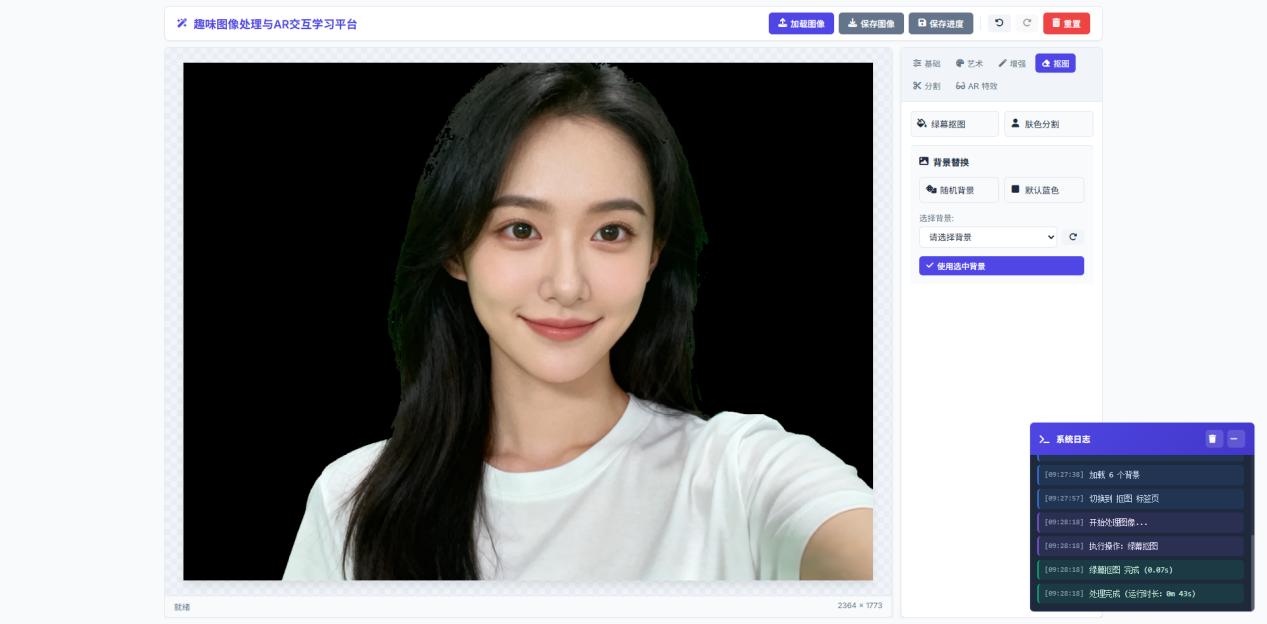 趣味图像处理与AR交互学习平台
加载图像 保存图像 保存进度 重置
基础 艺术 增强 抠图
分割 AR 特效
绿幕抠图 肤色分割
背景替换
随机背景 默认蓝色
选择背景:
请选择背景
使用选中背景
就绪 2364 × 1773
系统日志
[09:27:38] 加载 6 个背景
[09:27:57] 切换到 抠图 标签页
[09:28:18] 开始处理图像...
[09:28:18] 执行操作: 绿幕抠图
[09:28:18] 绿幕抠图 完成 (0.07s)
[09:28:18] 处理完成 (运行时长: 0m 43s)